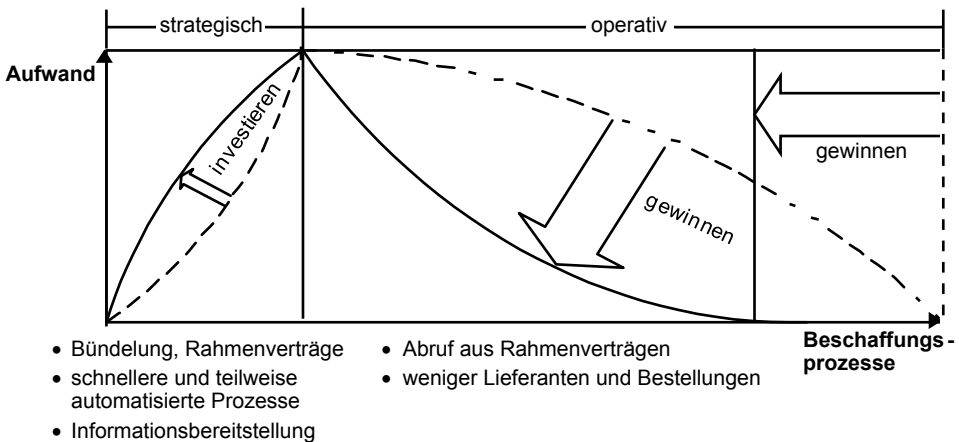 strategisch
operativ
Aufwand
investieren
gewinnen
gewinnen
Beschaffungs-
prozesse
• Bündelung, Rahmenverträge
• schnellere und teilweise
automatisierte Prozesse
• Informationsbereitstellung
• Abruf aus Rahmenverträgen
• weniger Lieferanten und Bestellungen